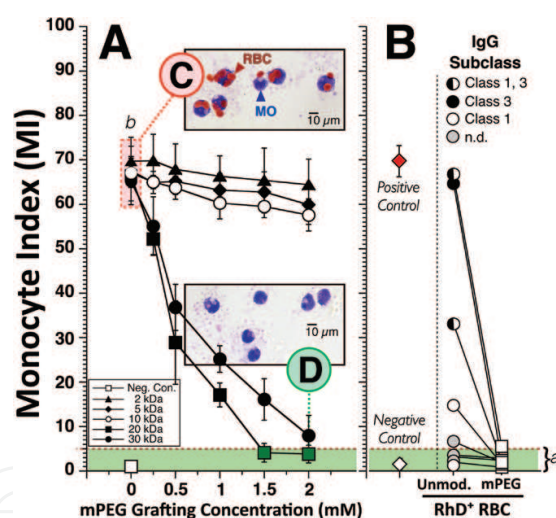 A
B
IgG
Subclass
Class 1, 3
Class 3
Class 1
n.d.
Monocyte Index (MI)
100
90
80
70
60
50
40
30
20
10
0
b
C
RBC
MO
10 µm
10 µm
D
Neg. Con.
2 kDa
5 kDa
10 kDa
20 kDa
30 kDa
0
0.5
1.0
1.5
2.0
mPEG Grafting Concentration (mM)
Positive
Control
Negative
Control
a
Unmod. mPEG
RhD⁺ RBC